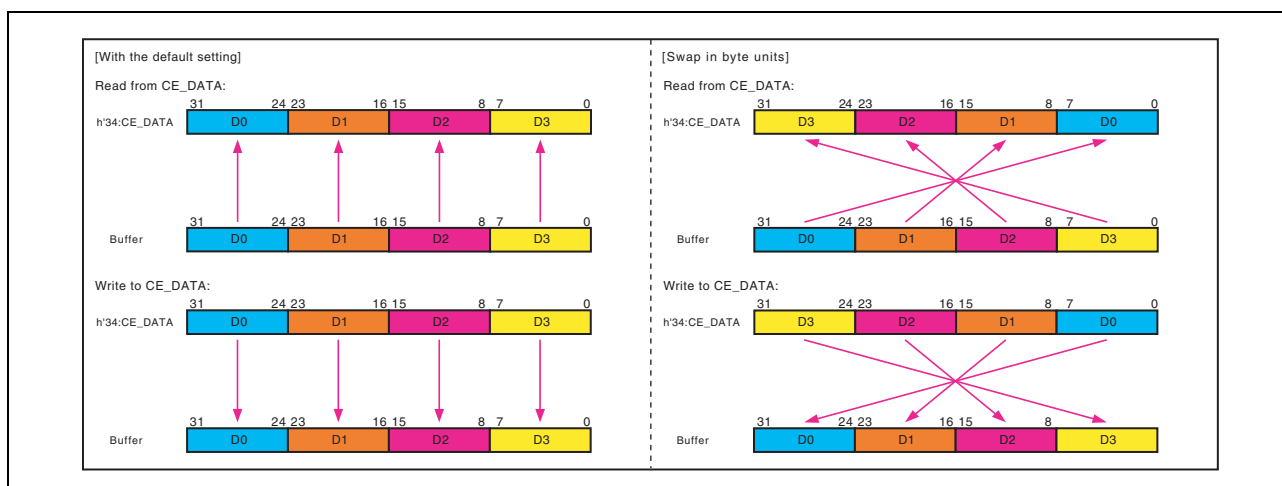 [With the default setting]
Read from CE_DATA:
31 24 23 16 15 8 7 0
h'34:CE_DATA D0 D1 D2 D3
31 24 23 16 15 8 7 0
Buffer D0 D1 D2 D3
Write to CE_DATA:
31 24 23 16 15 8 7 0
h'34:CE_DATA D0 D1 D2 D3
31 24 23 16 15 8 7 0
Buffer D0 D1 D2 D3
[Swap in byte units]
Read from CE_DATA:
31 24 23 16 15 8 7 0
h'34:CE_DATA D3 D2 D1 D0
31 24 23 16 15 8 7 0
Buffer D0 D1 D2 D3
Write to CE_DATA:
31 24 23 16 15 8 7 0
h'34:CE_DATA D3 D2 D1 D0
31 24 23 16 15 8 0
Buffer D0 D1 D2 D3